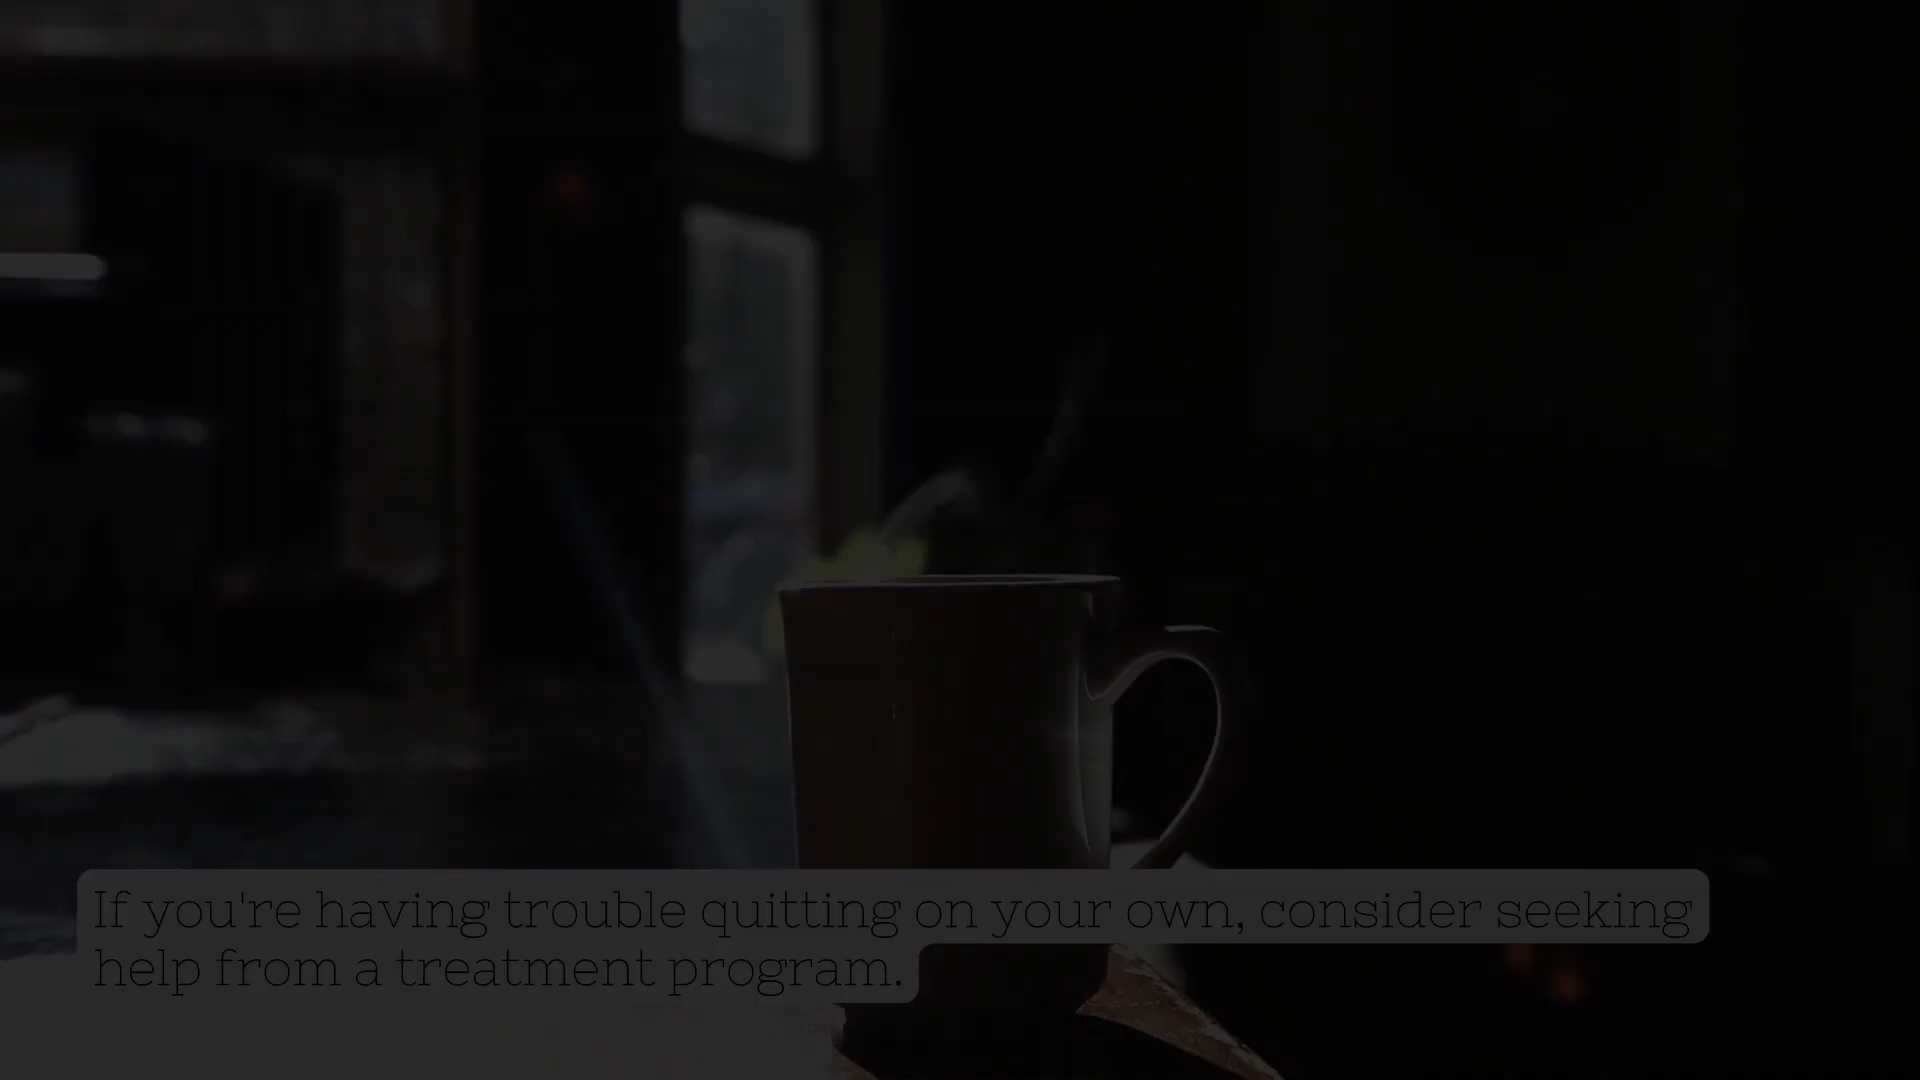 If you're having trouble quitting on your own, consider seeking
help from a treatment program.